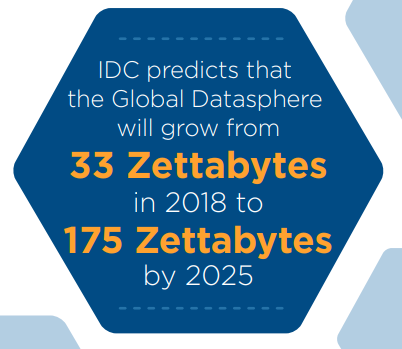 IDC predicts that
the Global Datasphere
will grow from
33 Zettabytes
in 2018 to
175 Zettabytes
by 2025